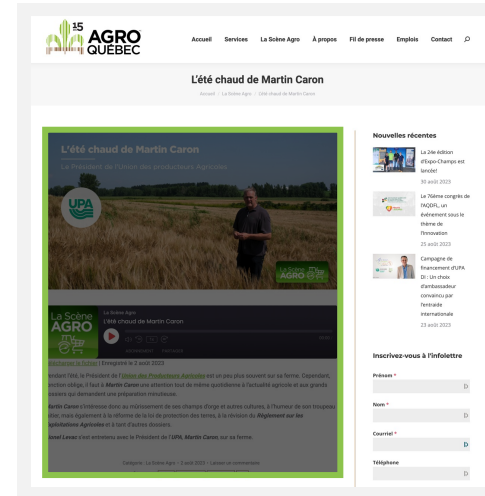 15
AGRO
QUÉBEC
Accueil Services La Scène Agro À propos Fil de presse Emplois Contact
L'été chaud de Martin Caron
Accueil / La Scène Agro / L'été chaud de Martin Caron
L'été chaud de Martin Caron
Le Président de l'Union des producteurs Agricoles
UPA
La Scène
AGRO
La Scène
AGRO
La Scène Agro
L'été chaud de Martin Caron
Enregistré le 2 août 2023
Pendant l'été, le Président de l'Union des Producteurs Agricoles est un peu plus souvent sur sa ferme. Cependant,
fonction oblige, il faut à Martin Caron une attention tout de même quotidienne à l'actualité agricole et aux grands
dossiers qui demandent une préparation minutieuse.
Martin Caron s'intéresse donc au mûrissement de ses champs d'orge et autres cultures, à l'humeur de son troupeau
laitier, mais également à la réforme de la loi de protection des terres, à la révision du Règlement sur les
Exploitations Agricoles et à tant d'autres dossiers.
Lionel Levac s'est entretenu avec le Président de l'UPA, Martin Caron, sur sa ferme.
Catégorie : La Scène Agro / 2 août 2023 / Laisser un commentaire
Nouvelles récentes
La 24e édition
d'Expo-Champs est
lancée!
30 août 2023
Le 76ème congrès de
l'AQDFL, un
événement sous le
thème de
l'innovation
25 août 2023
Campagne de
financement d'UPA
DI : Un choix
d'ambassadeur
convaincu par
l'entraide
internationale
23 août 2023
Inscrivez-vous à l'infolettre
Prénom *
Nom *
Courriel *
Téléphone